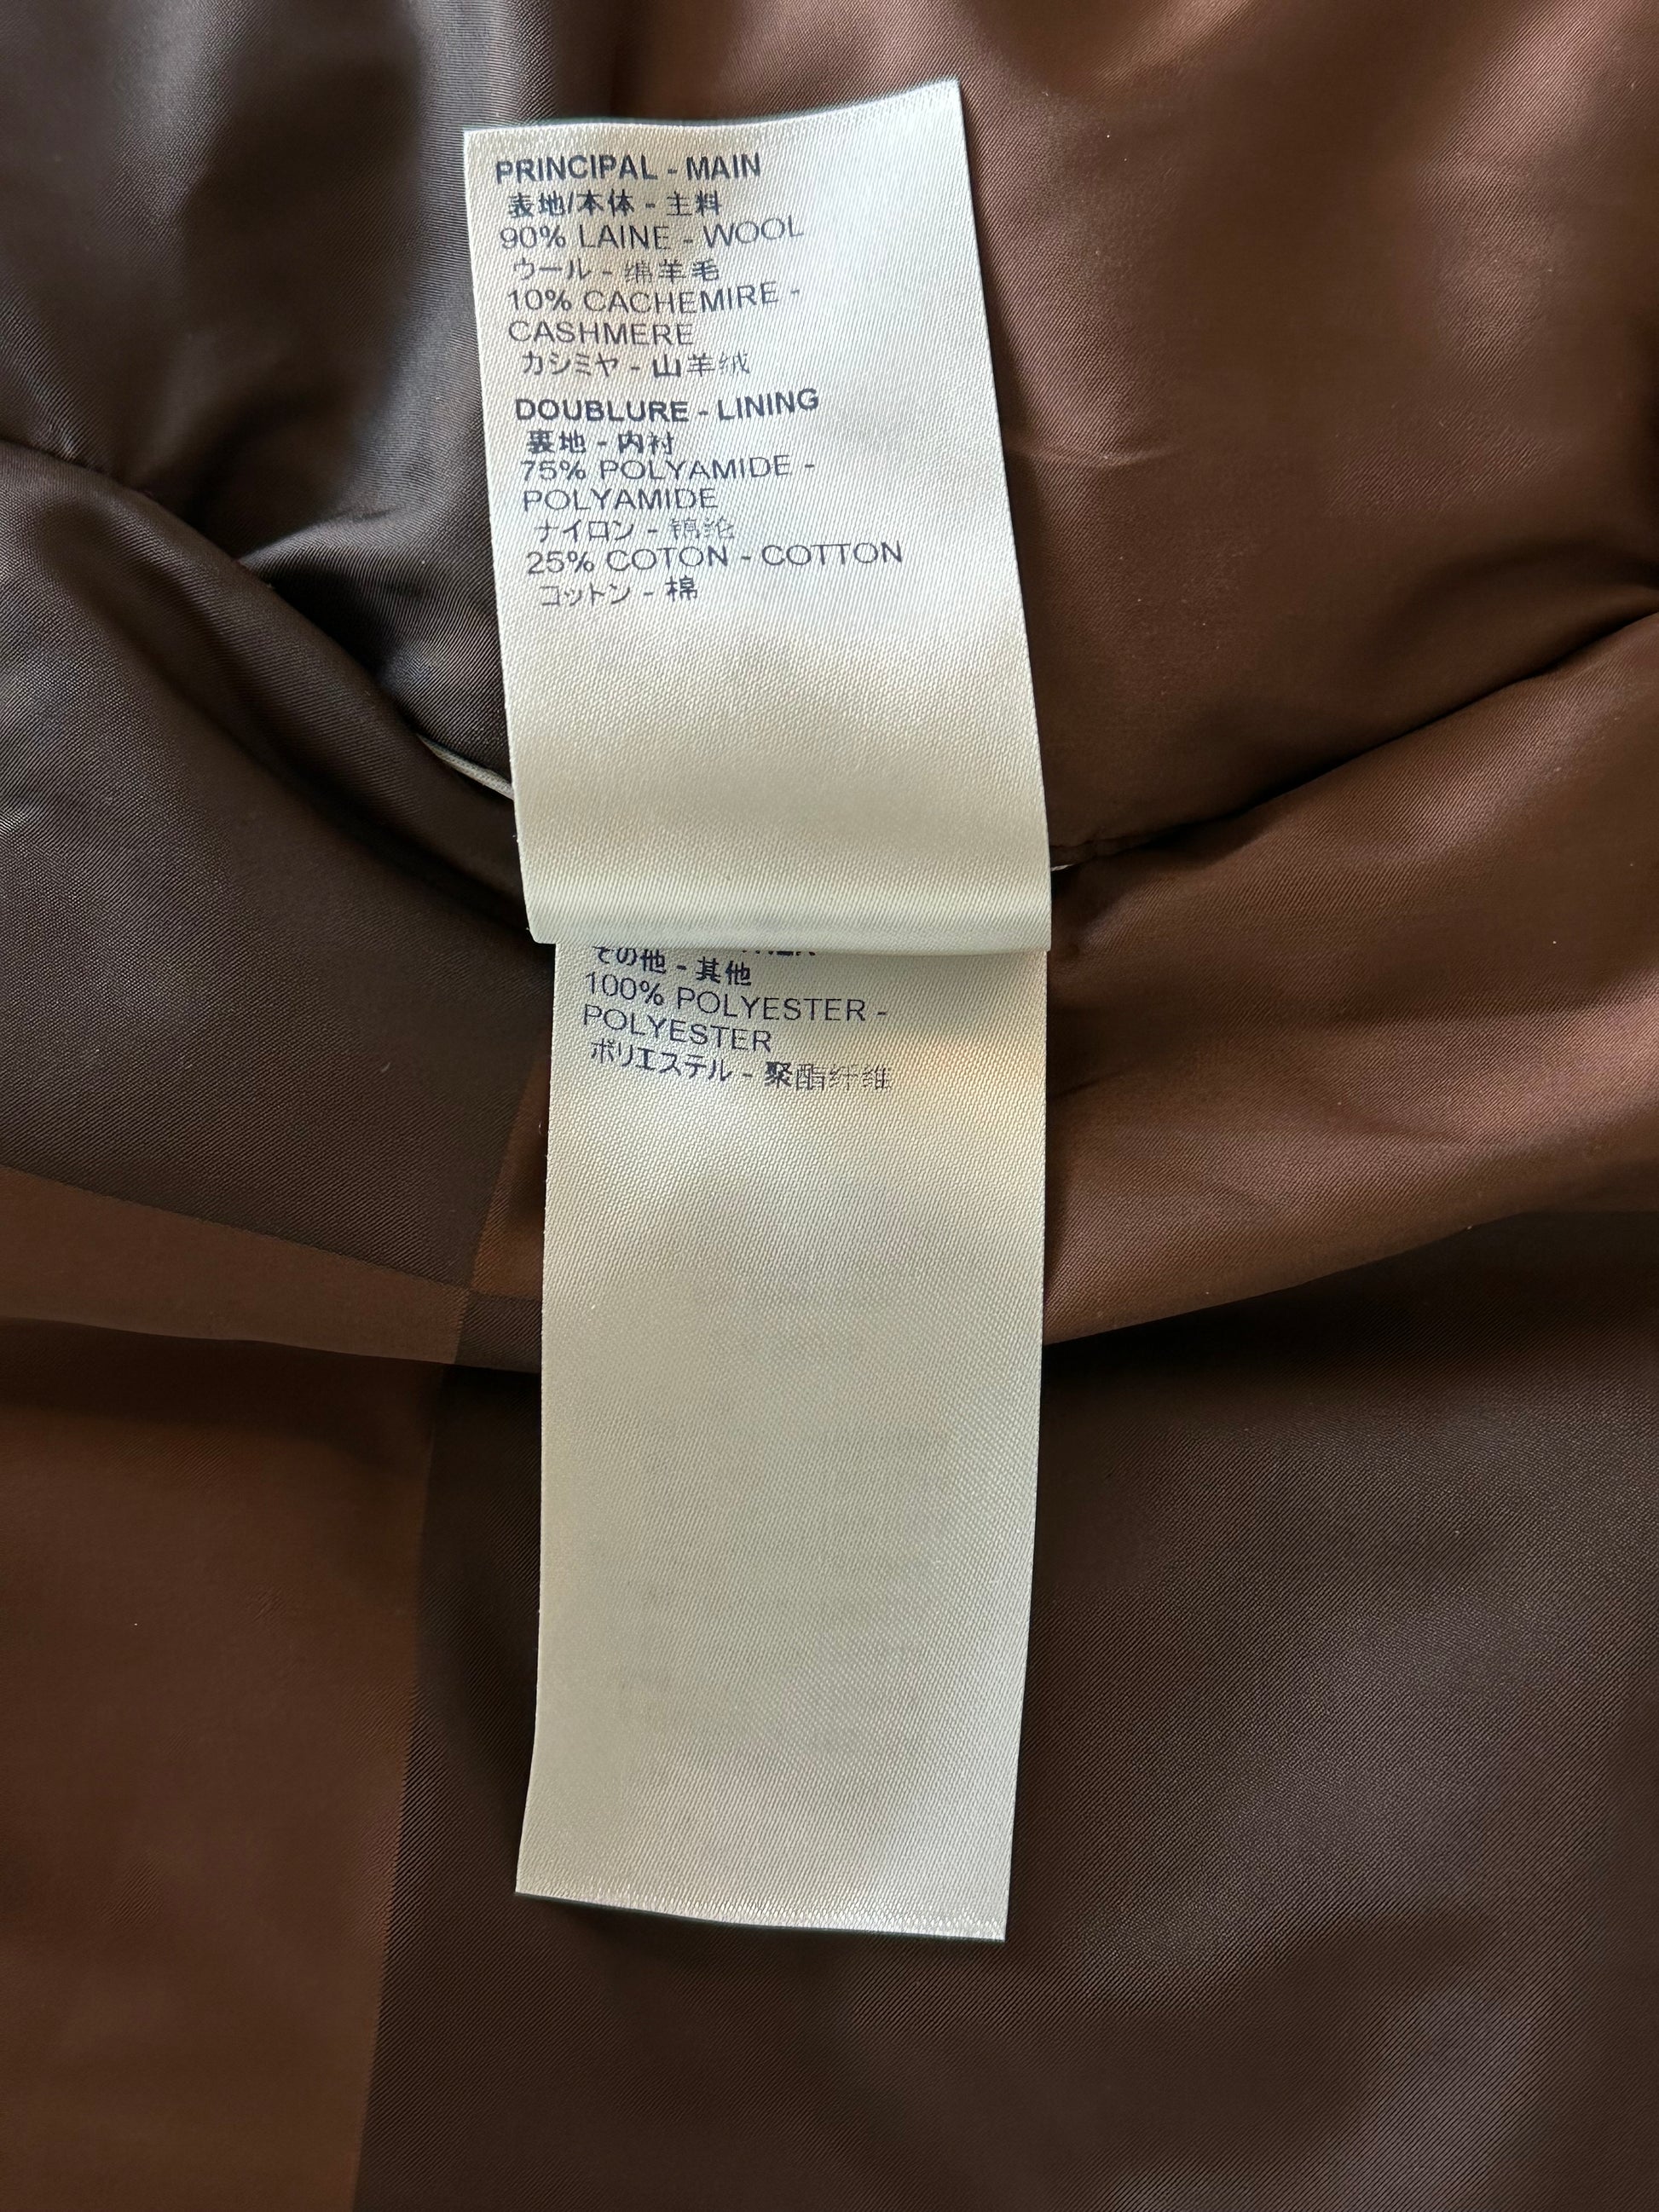 PRINCIPAL - MAIN
表地/本体 - 主料
90% LAINE - WOOL
ウール - 绵羊毛
10% CACHEMIRE -
CASHMERE
カシミヤ - 山羊绒
DOUBLURE - LINING
裏地 - 内衬
75% POLYAMIDE -
POLYAMIDE
ナイロン - 锦纶
25% COTON - COTTON
コットン - 棉
その他 - 其他
100% POLYESTER -
POLYESTER
ポリエステル - 聚酯纤维